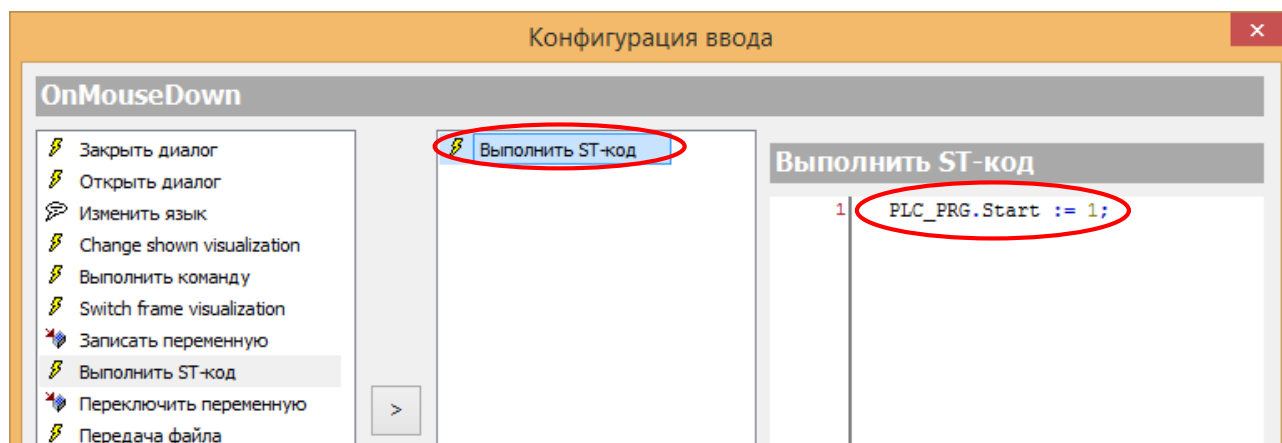 Конфигурация ввода
OnMouseDown
Закрыть диалог
Открыть диалог
Изменить язык
Change shown visualization
Выполнить команду
Switch frame visualization
Записать переменную
Выполнить ST-код
Переключить переменную
Передача файла
>
Выполнить ST-код
Выполнить ST-код
1 PLC_PRG.Start := 1;